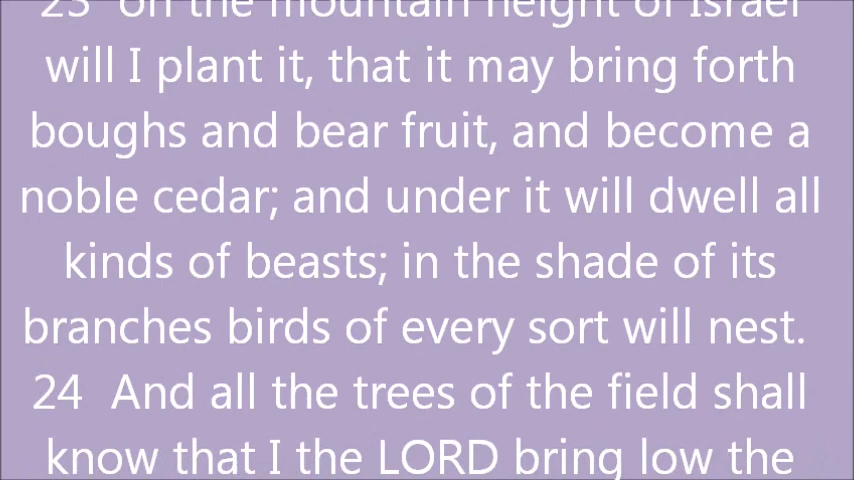 23 on the mountain height of Israel
will I plant it, that it may bring forth
boughs and bear fruit, and become a
noble cedar; and under it will dwell all
kinds of beasts; in the shade of its
branches birds of every sort will nest.
24 And all the trees of the field shall
know that I the LORD bring low the